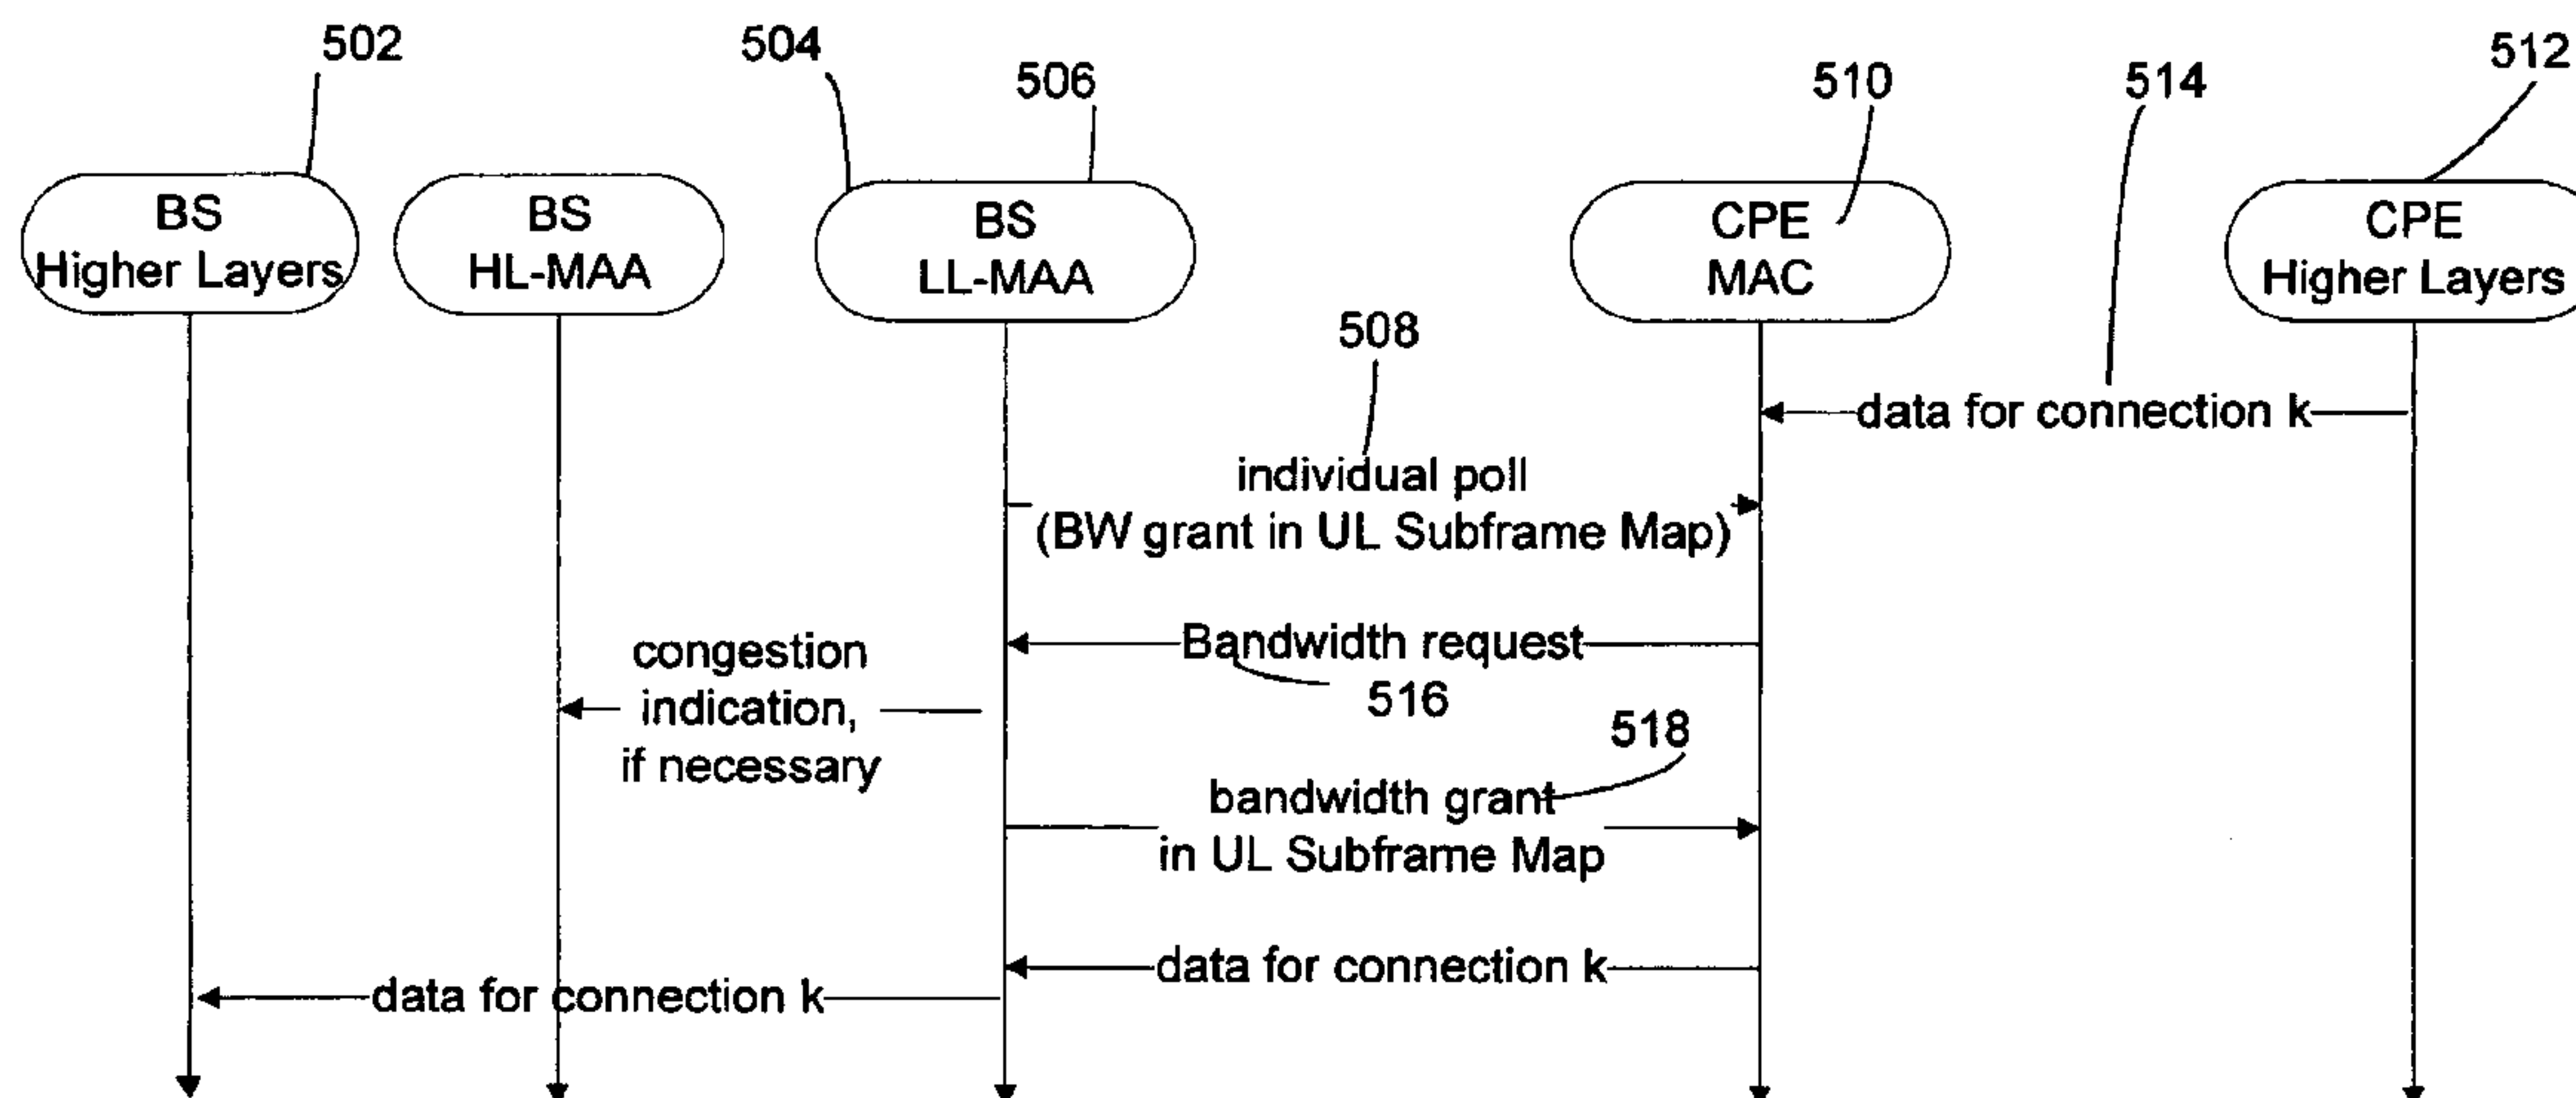 502
504
506
510
514
512
BS
Higher Layers
BS
HL-MAA
BS
LL-MAA
CPE
MAC
CPE
Higher Layers
508
data for connection k
individual poll
(BW grant in UL Subframe Map)
Bandwidth request
516
congestion
indication,
if necessary
518
bandwidth grant
in UL Subframe Map
data for connection k
data for connection k